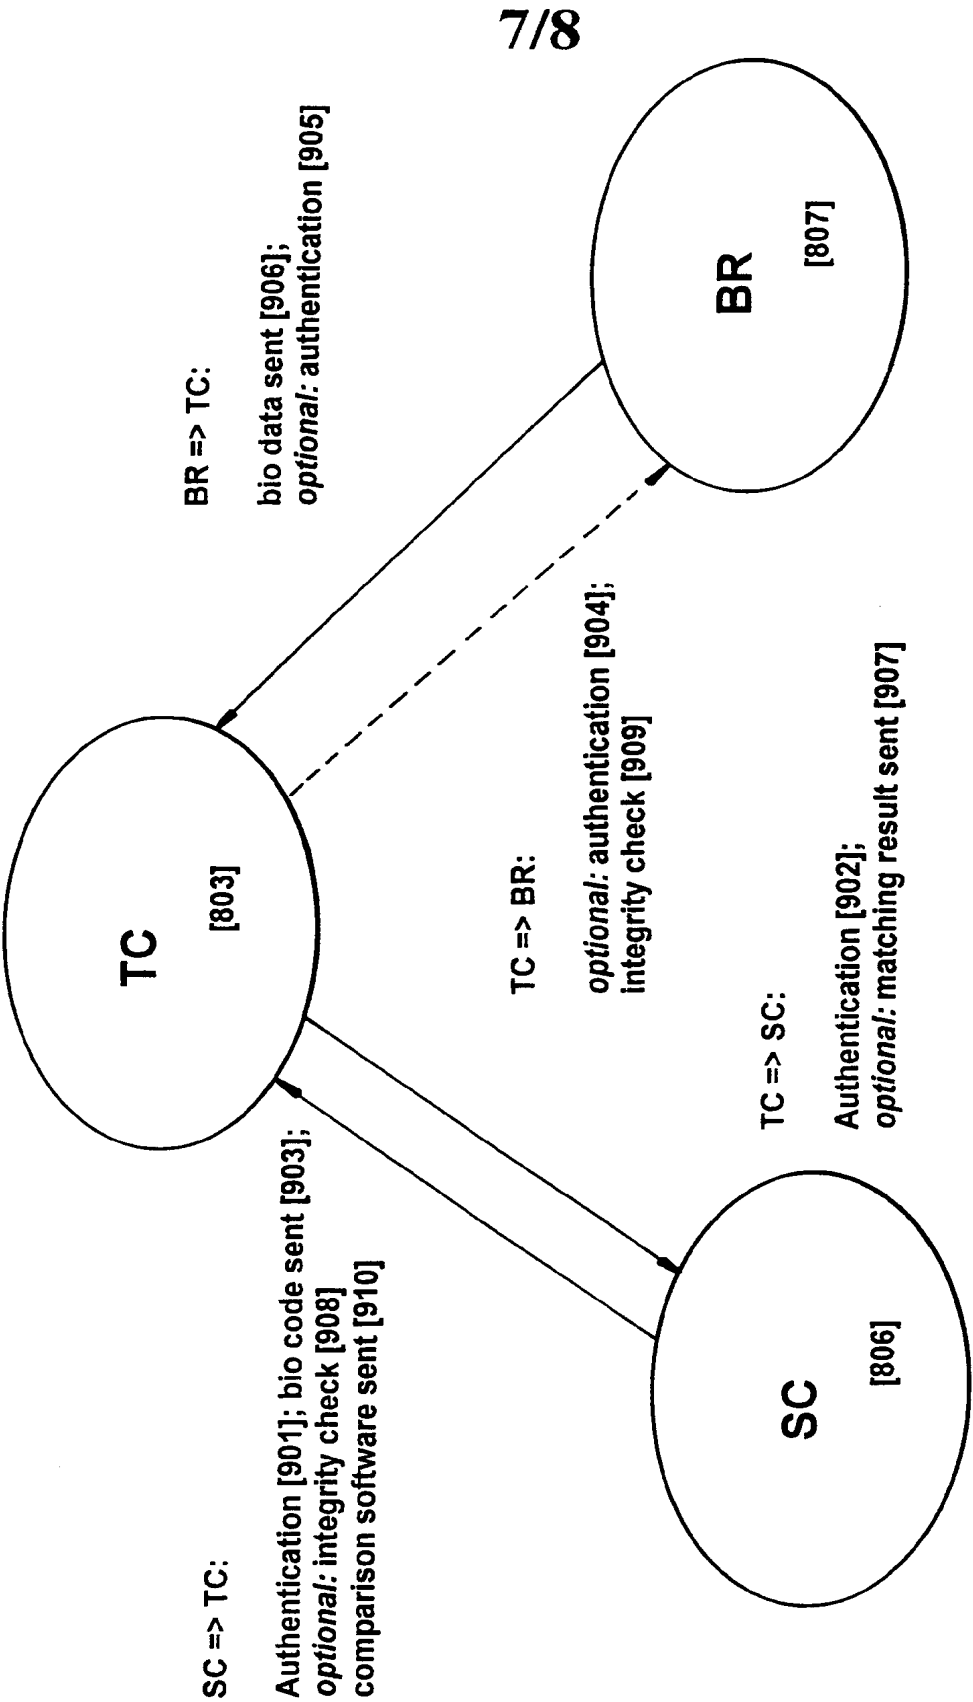 7/8
SC => TC:
Authentication [901]; bio code sent [903];
optional: integrity check [908]
comparison software sent [910]
TC
[803]
BR => TC:
bio data sent [906];
optional: authentication [905]
TC => BR:
optional: authentication [904];
integrity check [909]
SC
[806]
TC => SC:
Authentication [902];
optional: matching result sent [907]
BR
[807]